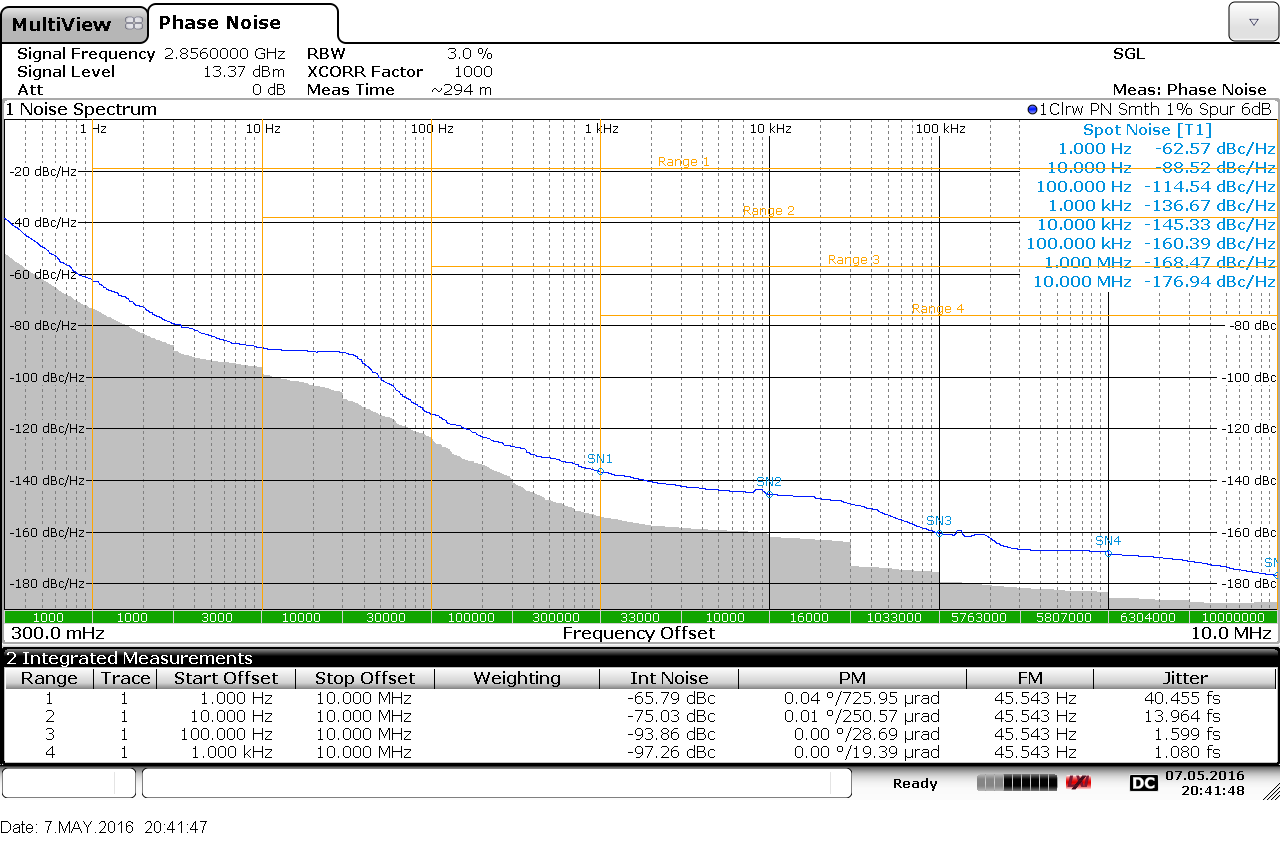 MultiView
Phase Noise
Signal Frequency 2.8560000 GHz RBW 3.0 % SGL
Signal Level 13.37 dBm XCORR Factor 1000
Att 0 dB Meas Time ~294 m Meas: Phase Noise
1 Noise Spectrum 1Clrw PN Smth 1% Spur 6dB
1 Hz 10 Hz 100 Hz 1 kHz 10 kHz 100 kHz
Spot Noise [T1]
1.000 Hz -62.57 dBc/Hz
10.000 Hz -88.52 dBc/Hz
100.000 Hz -114.54 dBc/Hz
1.000 kHz -136.67 dBc/Hz
10.000 kHz -145.33 dBc/Hz
100.000 kHz -160.39 dBc/Hz
1.000 MHz -168.47 dBc/Hz
10.000 MHz -176.94 dBc/Hz
Range 1
-20 dBc/Hz
Range 2
-40 dBc/Hz
Range 3
-60 dBc/Hz
Range 4
-80 dBc/Hz -80 dBc
-100 dBc/Hz -100 dBc
-120 dBc/Hz -120 dBc
SN1
-140 dBc/Hz SN2 -140 dBc
SN3
-160 dBc/Hz SN4 -160 dBc
SN
-180 dBc/Hz -180 dBc
1000 1000 3000 10000 30000 100000 300000 33000 10000 16000 1033000 5763000 5807000 6304000 10000000
300.0 mHz Frequency Offset 10.0 MHz
2 Integrated Measurements
Range Trace Start Offset Stop Offset Weighting Int Noise PM FM Jitter
1 1 1.000 Hz 10.000 MHz -65.79 dBc 0.04 °/725.95 µrad 45.543 Hz 40.455 fs
2 1 10.000 Hz 10.000 MHz -75.03 dBc 0.01 °/250.57 µrad 45.543 Hz 13.964 fs
3 1 100.000 Hz 10.000 MHz -93.86 dBc 0.00 °/28.69 µrad 45.543 Hz 1.599 fs
4 1 1.000 kHz 10.000 MHz -97.26 dBc 0.00 °/19.39 µrad 45.543 Hz 1.080 fs
Ready DC 07.05.2016
20:41:48
Date: 7.MAY.2016 20:41:47